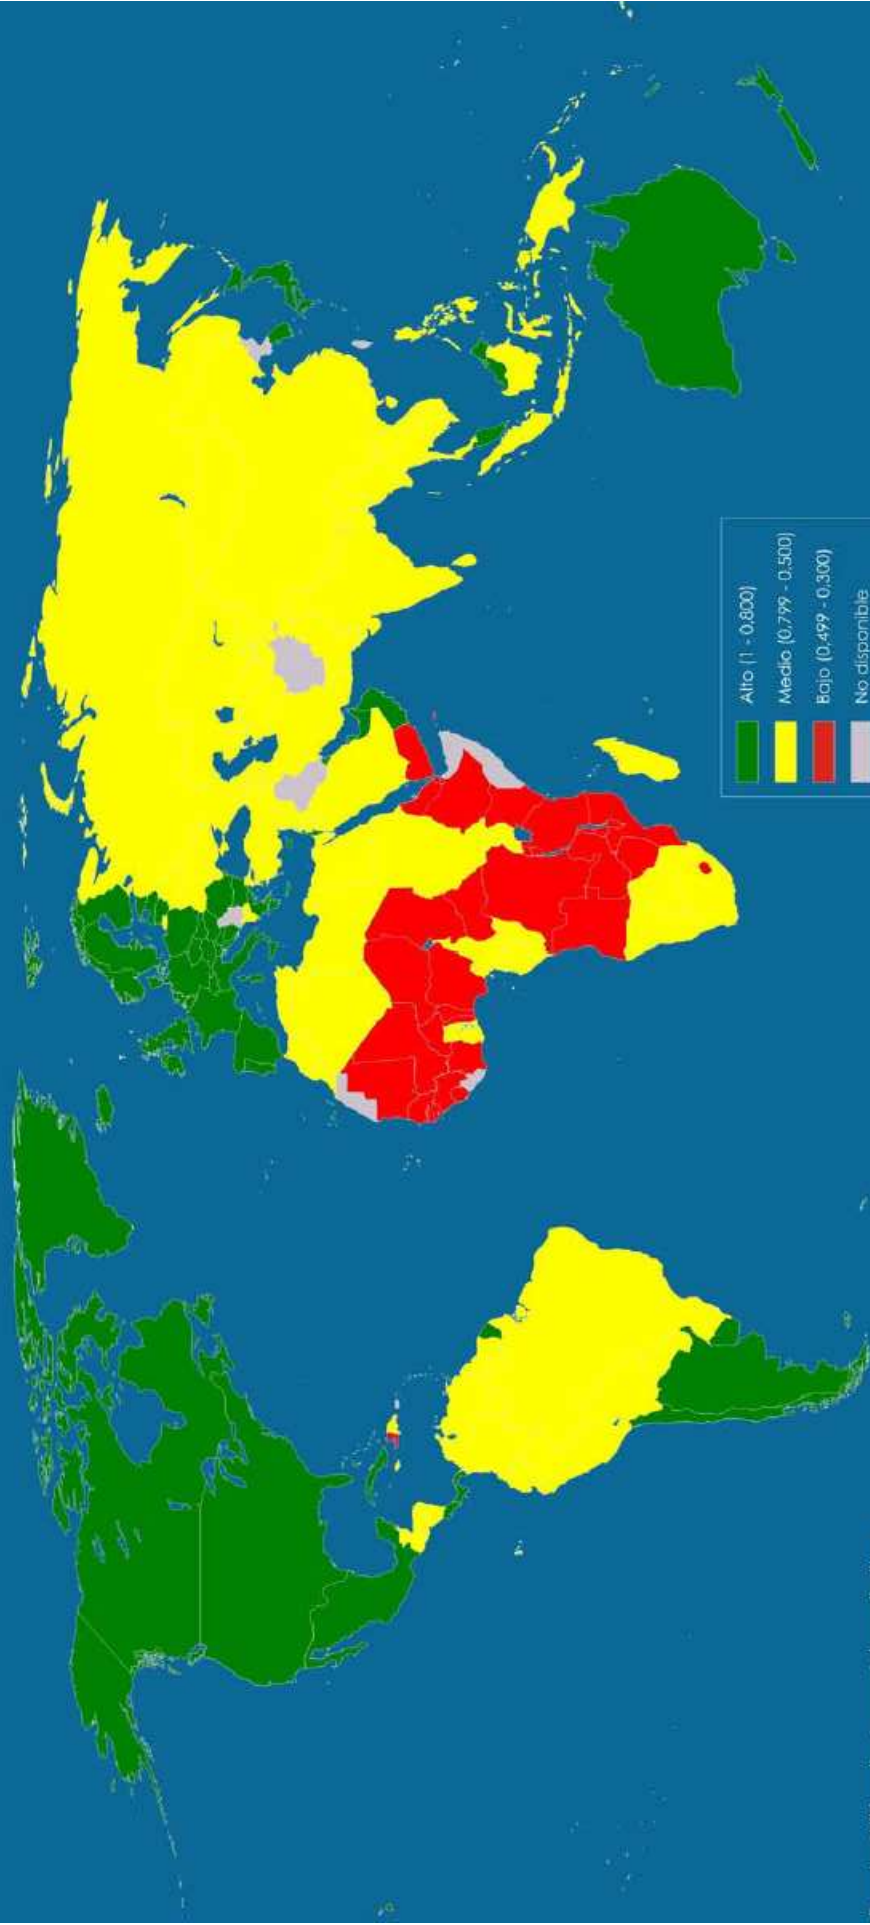 Alto (1 - 0,800)
Medio (0,799 - 0,500)
Bajo (0,499 - 0,300)
No disponible